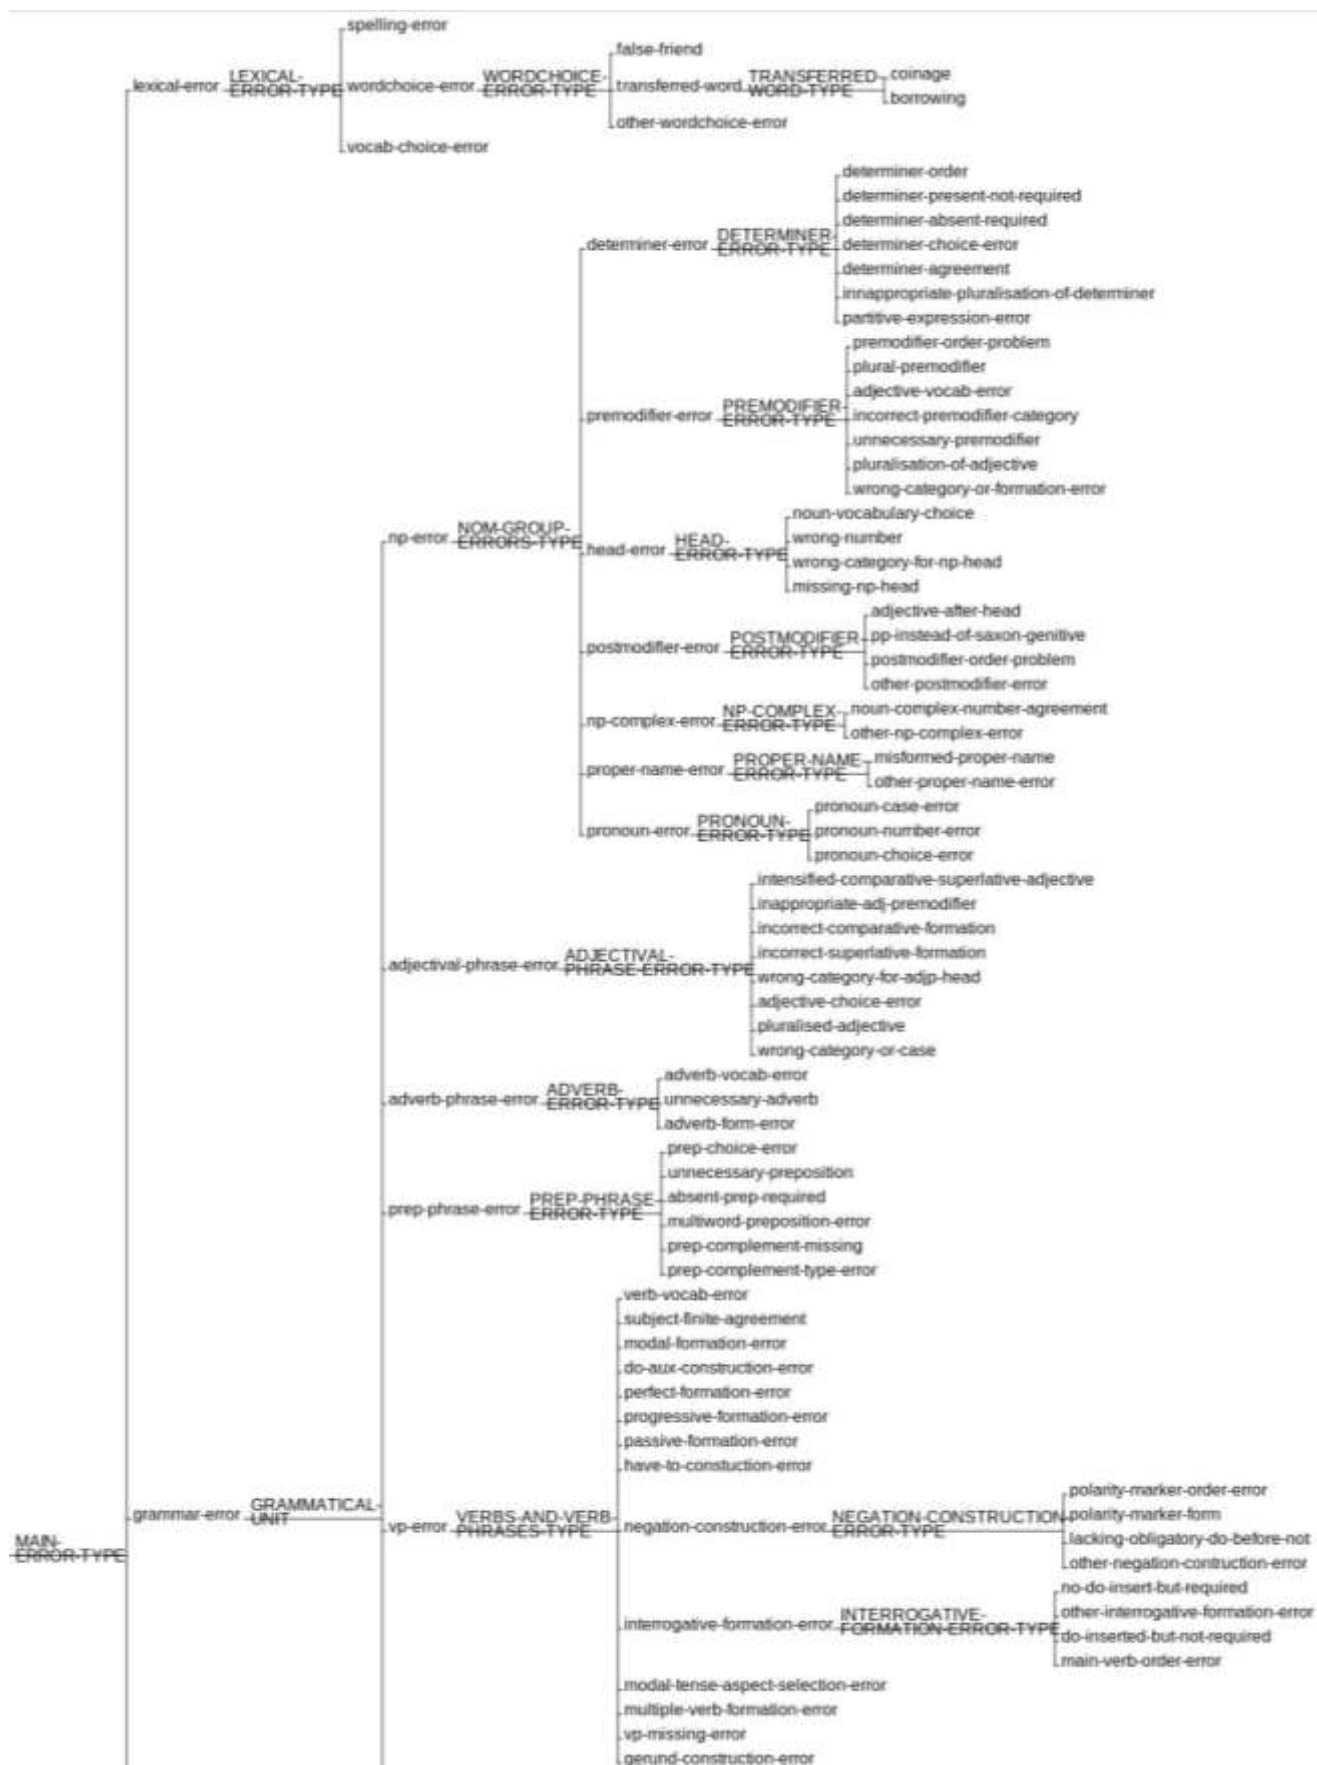 spelling-error
false-friend
lexical-error LEXICAL-ERROR-TYPE wordchoice-error WORDCHOICE-ERROR-TYPE transferred-word TRANSFERRED-WORD-TYPE coinage
borrowing
other-wordchoice-error
vocab-choice-error
determiner-order
determiner-present-not-required
determiner-absent-required
determiner-error DETERMINER-ERROR-TYPE determiner-choice-error
determiner-agreement
innappropriate-pluralisation-of-determiner
partitive-expression-error
premodifier-order-problem
plural-premodifier
adjective-vocab-error
premodifier-error PREMODIFIER-ERROR-TYPE incorrect-premodifier-category
unnecessary-premodifier
pluralisation-of-adjective
wrong-category-or-formation-error
noun-vocabulary-choice
np-error NOM-GROUP-ERRORS-TYPE wrong-number
head-error HEAD-ERROR-TYPE wrong-category-for-np-head
missing-np-head
adjective-after-head
pp-instead-of-saxon-genitive
postmodifier-error POSTMODIFIER-ERROR-TYPE postmodifier-order-problem
other-postmodifier-error
np-complex-error NP-COMPLEX-ERROR-TYPE noun-complex-number-agreement
other-np-complex-error
proper-name-error PROPER-NAME-ERROR-TYPE misformed-proper-name
other-proper-name-error
pronoun-case-error
pronoun-error PRONOUN-ERROR-TYPE pronoun-number-error
pronoun-choice-error
intensified-comparative-superlative-adjective
inappropriate-adj-premodifier
incorrect-comparative-formation
incorrect-superlative-formation
adjectival-phrase-error ADJECTIVAL-PHRASE-ERROR-TYPE wrong-category-for-adjp-head
adjective-choice-error
pluralised-adjective
wrong-category-or-case
adverb-vocab-error
adverb-phrase-error ADVERB-ERROR-TYPE unnecessary-adverb
adverb-form-error
prep-choice-error
unnecessary-preposition
absent-prep-required
prep-phrase-error PREP-PHRASE-ERROR-TYPE multiword-preposition-error
prep-complement-missing
prep-complement-type-error
verb-vocab-error
subject-finite-agreement
modal-formation-error
do-aux-construction-error
perfect-formation-error
progressive-formation-error
passive-formation-error
have-to-constuction-error
polarity-marker-order-error
grammar-error GRAMMATICAL-UNIT polarity-marker-form
vp-error VERBS-AND-VERB-PHRASES-TYPE negation-construction-error NEGATION-CONSTRUCTION-ERROR-TYPE lacking-obligatory-do-before-not
MAIN-ERROR-TYPE other-negation-contruction-error
no-do-insert-but-required
other-interrogative-formation-error
interrogative-formation-error INTERROGATIVE-FORMATION-ERROR-TYPE do-inserted-but-not-required
main-verb-order-error
modal-tense-aspect-selection-error
multiple-verb-formation-error
vp-missing-error
gerund-construction-error